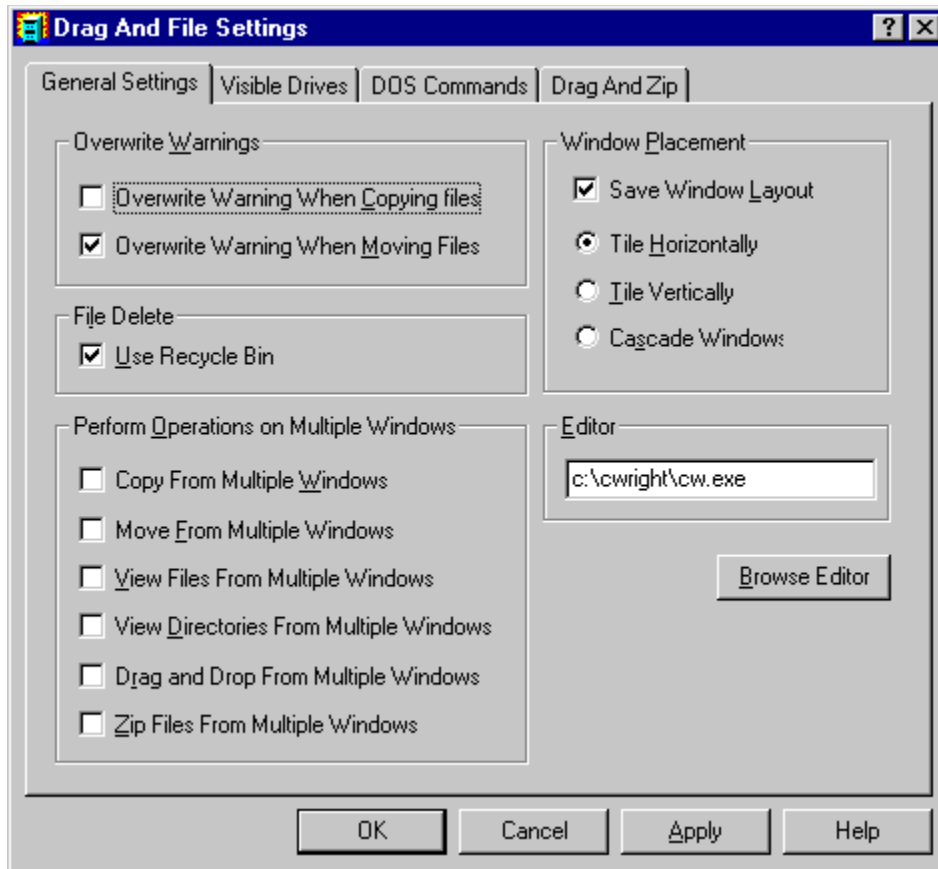 Drag And File Settings
General Settings
Visible Drives
DOS Commands
Drag And Zip
Overwrite Warnings
Overwrite Warning When Copying files
Overwrite Warning When Moving Files
File Delete
Use Recycle Bin
Perform Operations on Multiple Windows
Copy From Multiple Windows
Move From Multiple Windows
View Files From Multiple Windows
View Directories From Multiple Windows
Drag and Drop From Multiple Windows
Zip Files From Multiple Windows
Window Placement
Save Window Layout
Tile Horizontally
Tile Vertically
Cascade Windows
Editor
c:\cwright\cw.exe
Browse Editor
OK
Cancel
Apply
Help